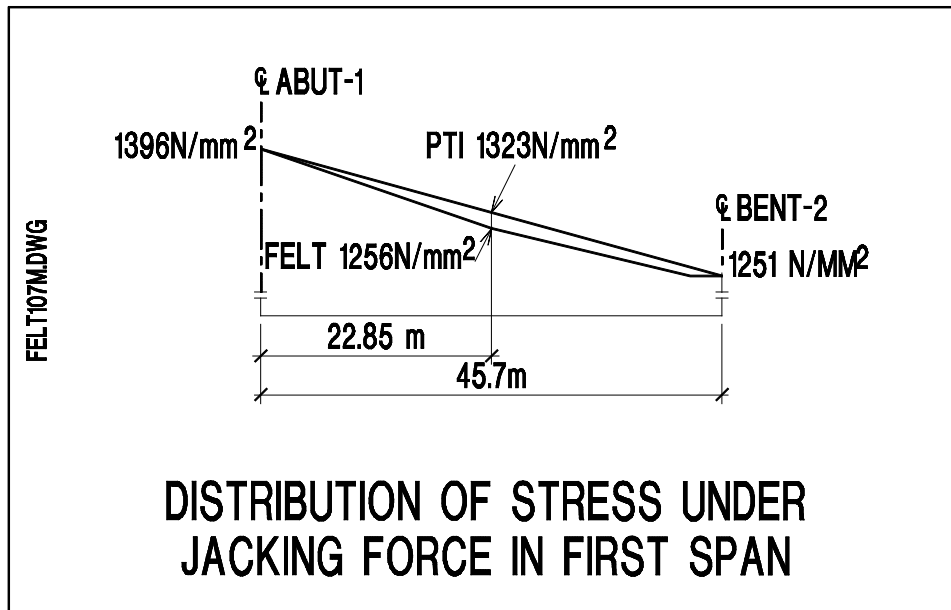 ℄ ABUT-1
1396N/mm²
PTI 1323N/mm²
℄ BENT-2
FELT 1256N/mm²
1251 N/MM²
FELT107M.DWG
22.85 m
45.7m
DISTRIBUTION OF STRESS UNDER
JACKING FORCE IN FIRST SPAN